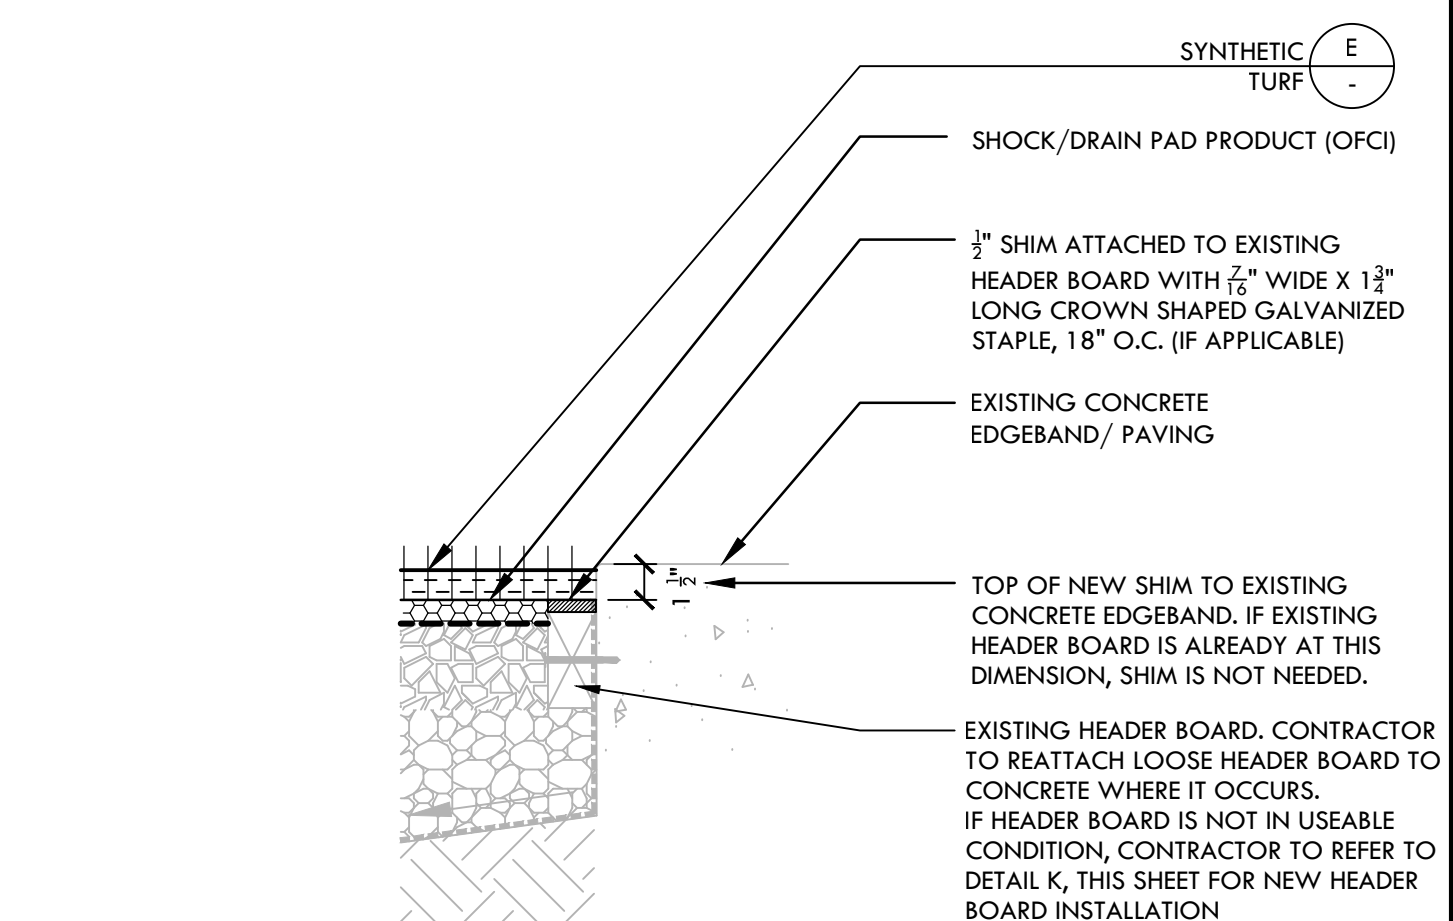 SYNTHETIC
TURF
E
-
SHOCK/DRAIN PAD PRODUCT (OFCI)
1/2" SHIM ATTACHED TO EXISTING
HEADER BOARD WITH 7/16" WIDE X 1 3/4"
LONG CROWN SHAPED GALVANIZED
STAPLE, 18" O.C. (IF APPLICABLE)
EXISTING CONCRETE
EDGEBAND/ PAVING
1 1/2"
TOP OF NEW SHIM TO EXISTING
CONCRETE EDGEBAND. IF EXISTING
HEADER BOARD IS ALREADY AT THIS
DIMENSION, SHIM IS NOT NEEDED.
EXISTING HEADER BOARD. CONTRACTOR
TO REATTACH LOOSE HEADER BOARD TO
CONCRETE WHERE IT OCCURS.
IF HEADER BOARD IS NOT IN USEABLE
CONDITION, CONTRACTOR TO REFER TO
DETAIL K, THIS SHEET FOR NEW HEADER
BOARD INSTALLATION